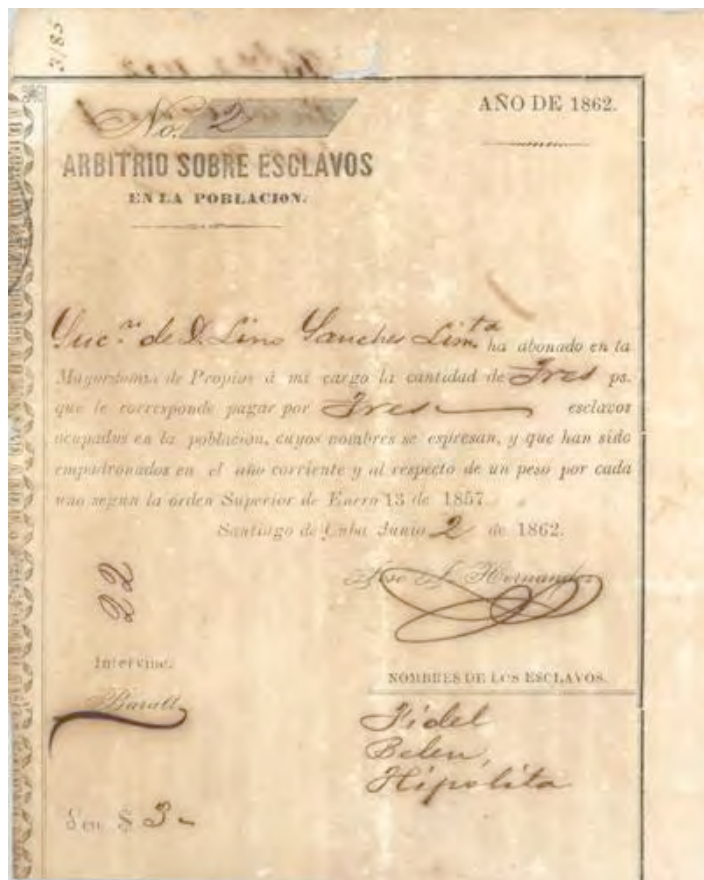 3/85
No. 2
AÑO DE 1862.
ARBITRIO SOBRE ESCLAVOS
EN LA POBLACION.
Suc.n de D. Lino Sanches Lim.ta ha abonado en la
Mayordomia de Propios á mi cargo la cantidad de Tres ps.
que le corresponde pagar por Tres esclavos
ocupados en la poblacion, cuyos nombres se espresan, y que han sido
empadronados en el año corriente y al respecto de un peso por cada
uno segun la orden Superior de Enero 13 de 1857.
Santiago de Cuba Junio 2 de 1862.
22
Hernandez
Intervine.
Baralt
NOMBRES DE LOS ESCLAVOS.
Fidel
Belen,
Hipolita
Son $ 3